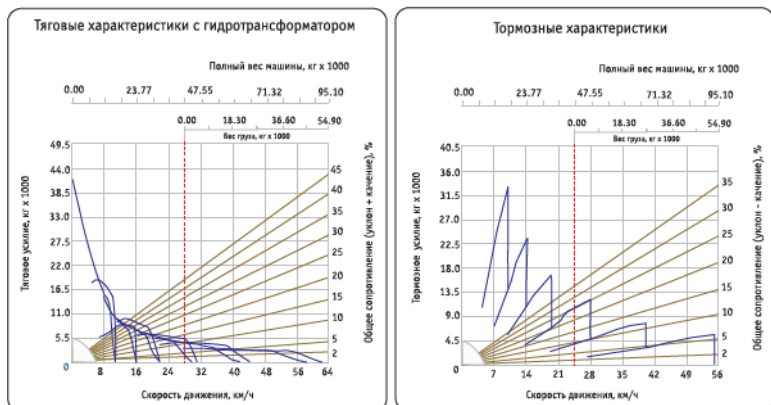 Тяговые характеристики с гидротрансформатором
Полный вес машины, кг x 1000
0.00 23.77 47.55 71.32 95.10
0.00 18.30 36.60 54.90
Вес груза, кг x 1000
Тяговое усилие, кг x 1000
49.5
44.0
38.5
33.0
27.5
22.0
16.5
11.0
5.5
0
45
40
35
30
25
20
15
10
5
2
Общее сопротивление (уклон + качение), %
8 16 24 32 40 48 56 64
Скорость движения, км/ч
Тормозные характеристики
Полный вес машины, кг x 1000
0.00 23.77 47.55 71.32 95.10
0.00 18.30 36.60 54.90
Вес груза, кг x 1000
Тормозное усилие, кг x 1000
40.5
36.0
31.5
27.0
22.5
18.0
13.5
9.0
4.5
0
35
30
25
20
15
10
5
2
Общее сопротивление (уклон - качение), %
7 14 21 28 35 42 49 56
Скорость движения, км/ч